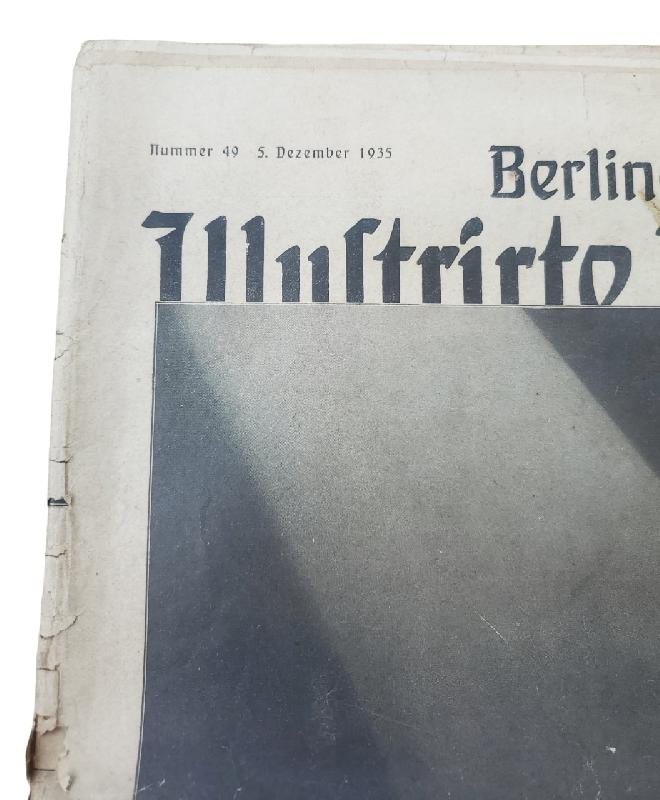 Nummer 49 5. Dezember 1935
Berlin
Illustrirte